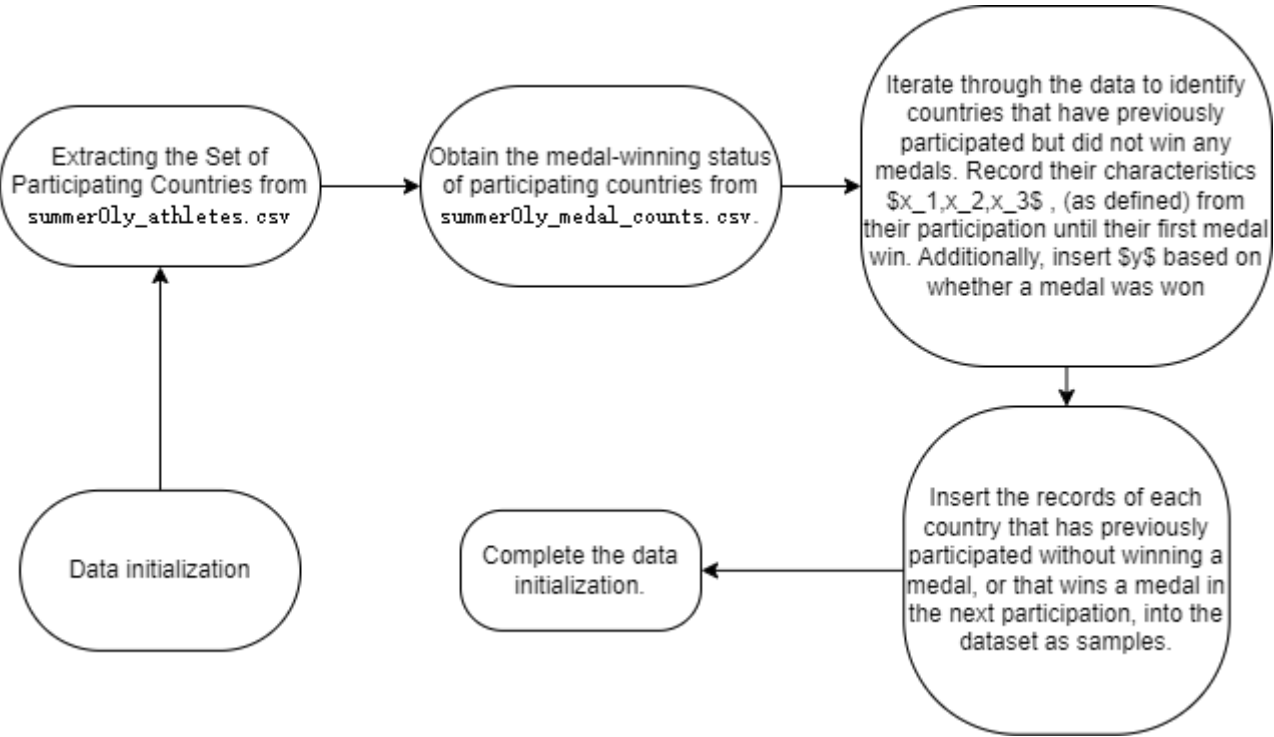 Data initialization
Extracting the Set of
Participating Countries from
summerOly_athletes.csv
Obtain the medal-winning status
of participating countries from
summerOly_medal_counts.csv.
Iterate through the data to identify
countries that have previously
participated but did not win any
medals. Record their characteristics
$x_1,x_2,x_3$ , (as defined) from
their participation until their first medal
win. Additionally, insert $y$ based on
whether a medal was won
Insert the records of each
country that has previously
participated without winning a
medal, or that wins a medal in
the next participation, into the
dataset as samples.
Complete the data
initialization.